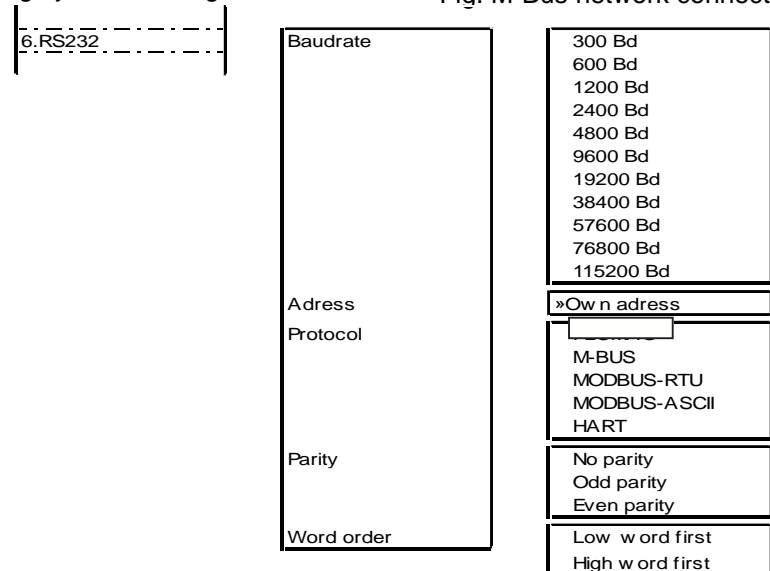 Fig. M-Bus network connect
6.RS232
Baudrate
300 Bd
600 Bd
1200 Bd
2400 Bd
4800 Bd
9600 Bd
19200 Bd
38400 Bd
57600 Bd
76800 Bd
115200 Bd
Adress
»Own adress
Protocol
M-BUS
MODBUS-RTU
MODBUS-ASCII
HART
Parity
No parity
Odd parity
Even parity
Word order
Low word first
High word first